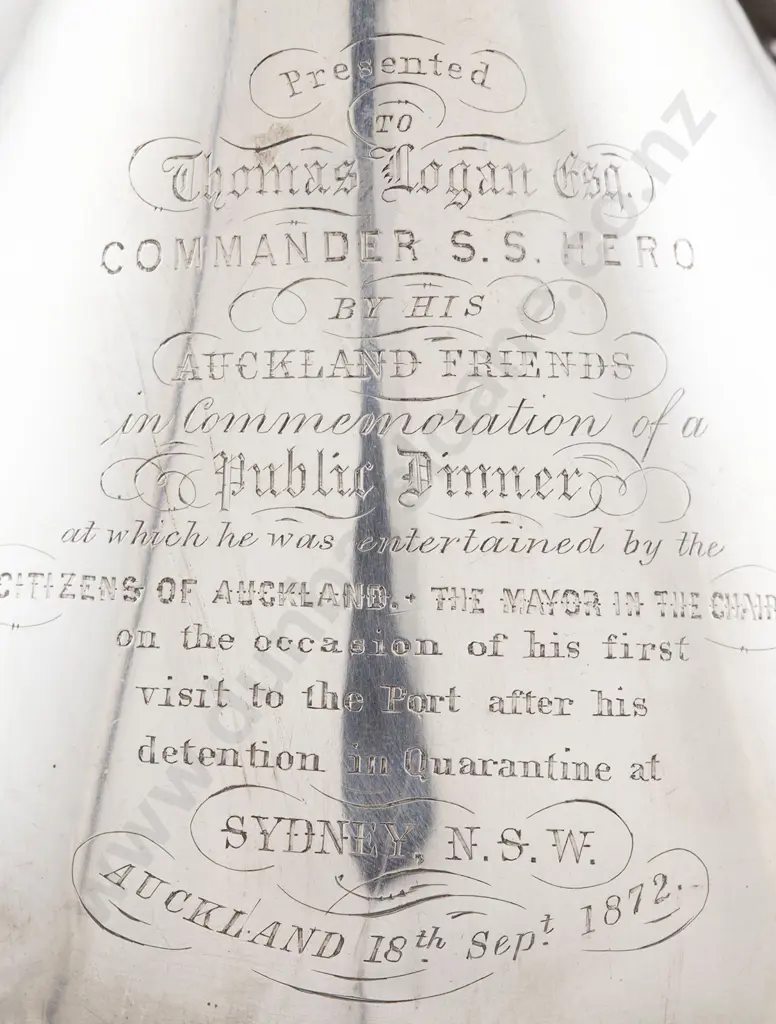 Presented
TO
Thomas Logan Esq.
COMMANDER S.S. HERO
BY HIS
AUCKLAND FRIENDS
in Commemoration of a
Public Dinner
at which he was entertained by the
CITIZENS OF AUCKLAND. THE MAYOR IN THE CHAIR
on the occasion of his first
visit to the Port after his
detention in Quarantine at
SYDNEY, N.S.W.
AUCKLAND 18th Sept. 1872.